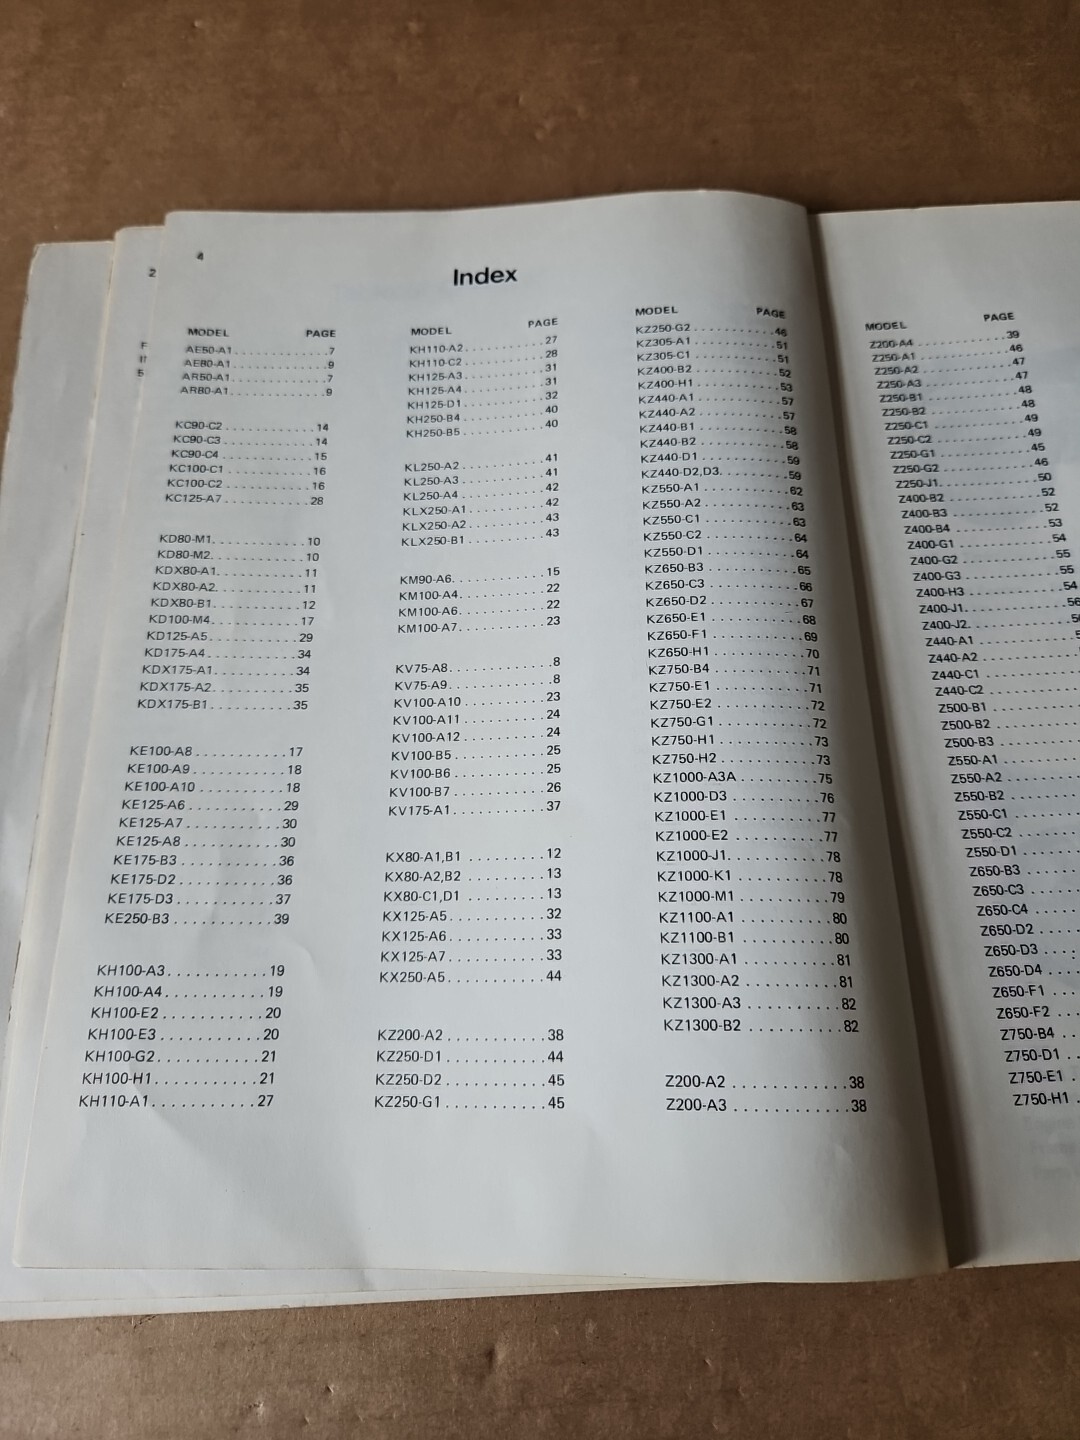 4
Index
MODEL PAGE
AE50-A1 . . . . . . . . . . . . 7
AE80-A1 . . . . . . . . . . . . 9
AR50-A1 . . . . . . . . . . . . 7
AR80-A1 . . . . . . . . . . . . 9
KC90-C2 . . . . . . . . . . . 14
KC90-C3 . . . . . . . . . . . 14
KC90-C4 . . . . . . . . . . . 15
KC100-C1 . . . . . . . . . . 16
KC100-C2 . . . . . . . . . . 16
KC125-A7 . . . . . . . . . . 28
KD80-M1 . . . . . . . . . . . 10
KD80-M2 . . . . . . . . . . . 10
KDX80-A1 . . . . . . . . . . 11
KDX80-A2 . . . . . . . . . . 11
KDX80-B1 . . . . . . . . . . 12
KD100-M4 . . . . . . . . . . 17
KD125-A5 . . . . . . . . . . 29
KD175-A4 . . . . . . . . . . 34
KDX175-A1 . . . . . . . . . 34
KDX175-A2 . . . . . . . . . 35
KDX175-B1 . . . . . . . . . 35
KE100-A8 . . . . . . . . . . 17
KE100-A9 . . . . . . . . . . 18
KE100-A10 . . . . . . . . . 18
KE125-A6 . . . . . . . . . . 29
KE125-A7 . . . . . . . . . . 30
KE125-A8 . . . . . . . . . . 30
KE175-B3 . . . . . . . . . . 36
KE175-D2 . . . . . . . . . . 36
KE175-D3 . . . . . . . . . . 37
KE250-B3 . . . . . . . . . . 39
KH100-A3 . . . . . . . . . . 19
KH100-A4 . . . . . . . . . . 19
KH100-E2 . . . . . . . . . . 20
KH100-E3 . . . . . . . . . . 20
KH100-G2 . . . . . . . . . . 21
KH100-H1 . . . . . . . . . . 21
KH110-A1 . . . . . . . . . . 27
MODEL PAGE
KH110-A2 . . . . . . . . . . 27
KH110-C2 . . . . . . . . . . 28
KH125-A3 . . . . . . . . . . 31
KH125-A4 . . . . . . . . . . 31
KH125-D1 . . . . . . . . . . 32
KH250-B4 . . . . . . . . . . 40
KH250-B5 . . . . . . . . . . 40
KL250-A2 . . . . . . . . . . 41
KL250-A3 . . . . . . . . . . 41
KL250-A4 . . . . . . . . . . 42
KLX250-A1 . . . . . . . . . 42
KLX250-A2 . . . . . . . . . 43
KLX250-B1 . . . . . . . . . 43
KM90-A6 . . . . . . . . . . . 15
KM100-A4 . . . . . . . . . . 22
KM100-A6 . . . . . . . . . . 22
KM100-A7 . . . . . . . . . . 23
KV75-A8 . . . . . . . . . . . . 8
KV75-A9 . . . . . . . . . . . . 8
KV100-A10 . . . . . . . . . 23
KV100-A11 . . . . . . . . . 24
KV100-A12 . . . . . . . . . 24
KV100-B5 . . . . . . . . . . 25
KV100-B6 . . . . . . . . . . 25
KV100-B7 . . . . . . . . . . 26
KV175-A1 . . . . . . . . . . 37
KX80-A1,B1 . . . . . . . . 12
KX80-A2,B2 . . . . . . . . 13
KX80-C1,D1 . . . . . . . . 13
KX125-A5 . . . . . . . . . . 32
KX125-A6 . . . . . . . . . . 33
KX125-A7 . . . . . . . . . . 33
KX250-A5 . . . . . . . . . . 44
KZ200-A2 . . . . . . . . . . 38
KZ250-D1 . . . . . . . . . . 44
KZ250-D2 . . . . . . . . . . 45
KZ250-G1 . . . . . . . . . . 45
MODEL PAGE
KZ250-G2 . . . . . . . . . . 46
KZ305-A1 . . . . . . . . . . 51
KZ305-C1 . . . . . . . . . . 51
KZ400-B2 . . . . . . . . . . 52
KZ400-H1 . . . . . . . . . . 53
KZ440-A1 . . . . . . . . . . 57
KZ440-A2 . . . . . . . . . . 57
KZ440-B1 . . . . . . . . . . 58
KZ440-B2 . . . . . . . . . . 58
KZ440-D1 . . . . . . . . . . 59
KZ440-D2,D3 . . . . . . . 59
KZ550-A1 . . . . . . . . . . 62
KZ550-A2 . . . . . . . . . . 63
KZ550-C1 . . . . . . . . . . 63
KZ550-C2 . . . . . . . . . . 64
KZ550-D1 . . . . . . . . . . 64
KZ650-B3 . . . . . . . . . . 65
KZ650-C3 . . . . . . . . . . 66
KZ650-D2 . . . . . . . . . . 67
KZ650-E1 . . . . . . . . . . 68
KZ650-F1 . . . . . . . . . . 69
KZ650-H1 . . . . . . . . . . 70
KZ750-B4 . . . . . . . . . . 71
KZ750-E1 . . . . . . . . . . 71
KZ750-E2 . . . . . . . . . . 72
KZ750-G1 . . . . . . . . . . 72
KZ750-H1 . . . . . . . . . . 73
KZ750-H2 . . . . . . . . . . 73
KZ1000-A3A . . . . . . . . 75
KZ1000-D3 . . . . . . . . . 76
KZ1000-E1 . . . . . . . . . 77
KZ1000-E2 . . . . . . . . . 77
KZ1000-J1 . . . . . . . . . . 78
KZ1000-K1 . . . . . . . . . 78
KZ1000-M1 . . . . . . . . . 79
KZ1100-A1 . . . . . . . . . 80
KZ1100-B1 . . . . . . . . . 80
KZ1300-A1 . . . . . . . . . 81
KZ1300-A2 . . . . . . . . . 81
KZ1300-A3 . . . . . . . . . 82
KZ1300-B2 . . . . . . . . . 82
Z200-A2 . . . . . . . . . . . 38
Z200-A3 . . . . . . . . . . . 38
MODEL PAGE
Z200-A4 . . . . . . . . . . . 39
Z250-A1 . . . . . . . . . . . 46
Z250-A2 . . . . . . . . . . . 47
Z250-A3 . . . . . . . . . . . 47
Z250-B1 . . . . . . . . . . . 48
Z250-B2 . . . . . . . . . . . 48
Z250-C1 . . . . . . . . . . . 49
Z250-C2 . . . . . . . . . . . 49
Z250-G1 . . . . . . . . . . . 45
Z250-G2 . . . . . . . . . . . 46
Z250-J1 . . . . . . . . . . . . 50
Z400-B2 . . . . . . . . . . . 52
Z400-B3 . . . . . . . . . . . 52
Z400-B4 . . . . . . . . . . . 53
Z400-G1 . . . . . . . . . . . 54
Z400-G2 . . . . . . . . . . . 55
Z400-G3 . . . . . . . . . . . 55
Z400-H3 . . . . . . . . . . . 54
Z400-J1 . . . . . . . . . . . . 56
Z400-J2 . . . . . . . . . . . .
Z440-A1 . . . . . . . . . . .
Z440-A2 . . . . . . . . . . .
Z440-C1 . . . . . . . . . . .
Z440-C2 . . . . . . . . . . .
Z500-B1 . . . . . . . . . . .
Z500-B2 . . . . . . . . . .
Z500-B3 . . . . . . . . . .
Z550-A1 . . . . . . . . . .
Z550-A2 . . . . . . . . .
Z550-B2 . . . . . . . . .
Z550-C1 . . . . . . . .
Z550-C2 . . . . . . . .
Z550-D1 . . . . . . . .
Z650-B3 . . . . . . .
Z650-C3 . . . . . . .
Z650-C4 . . . . . .
Z650-D2 . . . . . .
Z650-D3 . . . . .
Z650-D4 . . . . .
Z650-F1 . . . .
Z650-F2 . . . .
Z750-B4 . . . .
Z750-D1 . . .
Z750-E1 . .
Z750-H1 . .
2